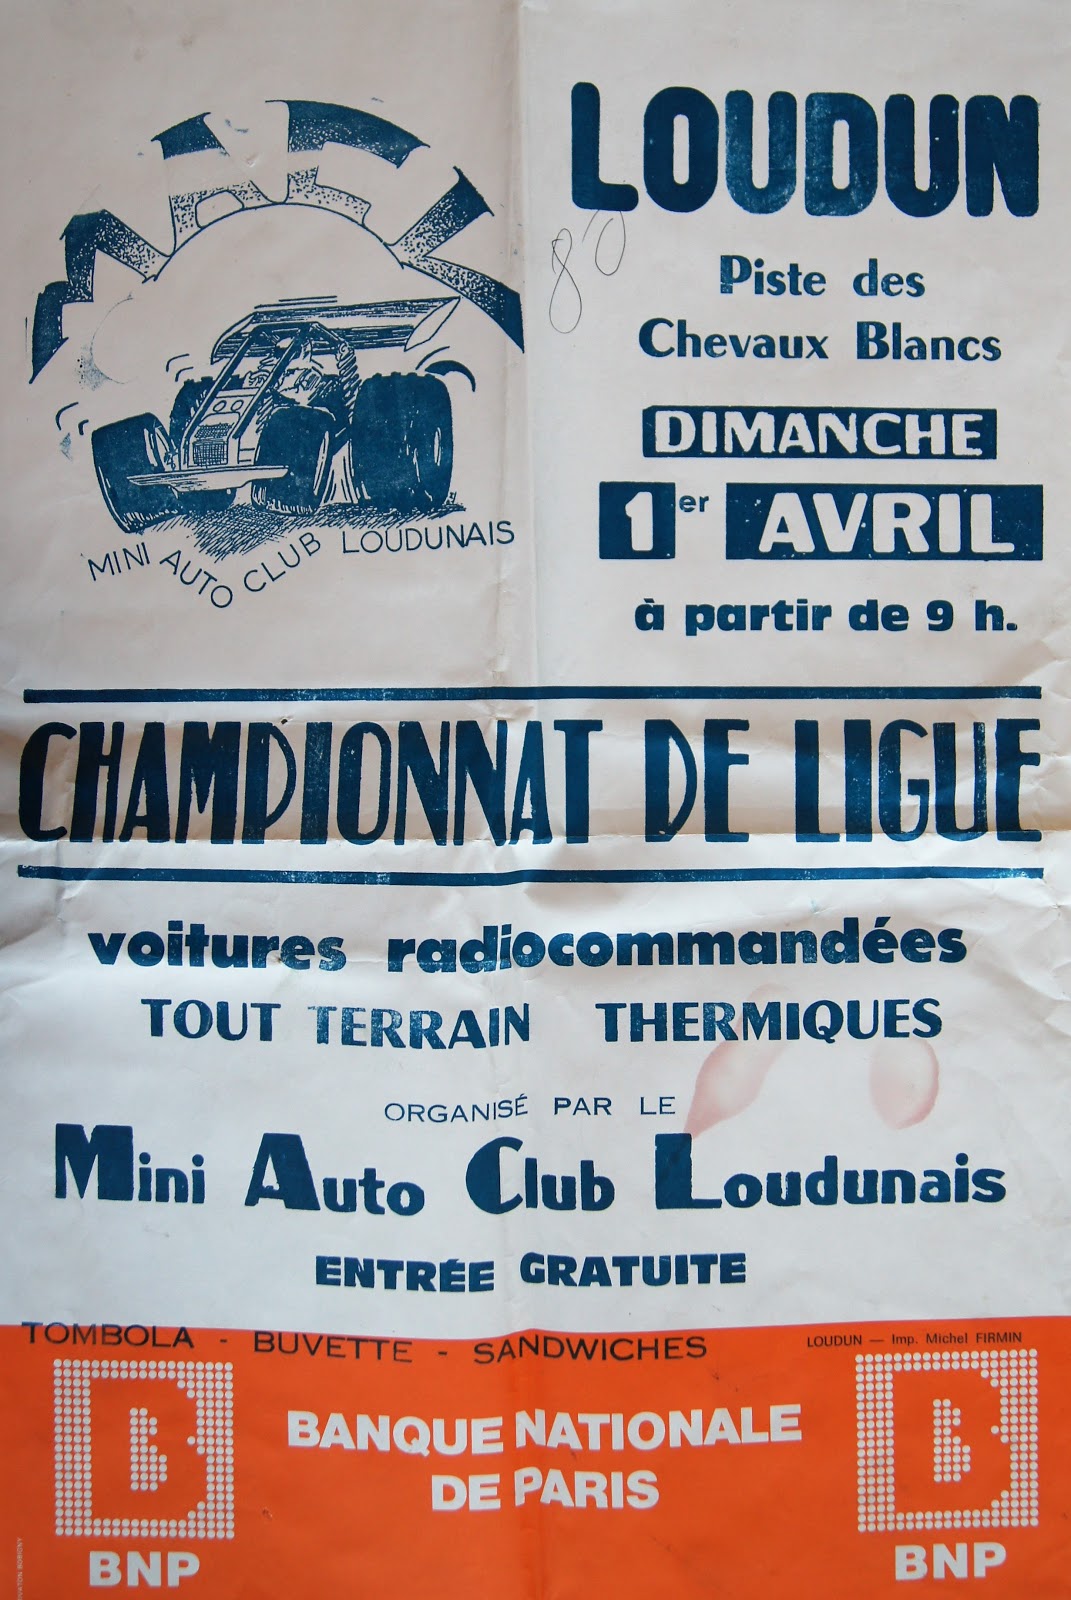 MACL
MINI AUTO CLUB LOUDUNAIS
LOUDUN
80
Piste des
Chevaux Blancs
DIMANCHE
1er AVRIL
à partir de 9 h.
CHAMPIONNAT DE LIGUE
voitures radiocommandées
TOUT TERRAIN THERMIQUES
ORGANISÉ PAR LE
Mini Auto Club Loudunais
ENTRÉE GRATUITE
TOMBOLA - BUVETTE - SANDWICHES
LOUDUN — Imp. Michel FIRMIN
BANQUE NATIONALE
DE PARIS
BNP
BNP